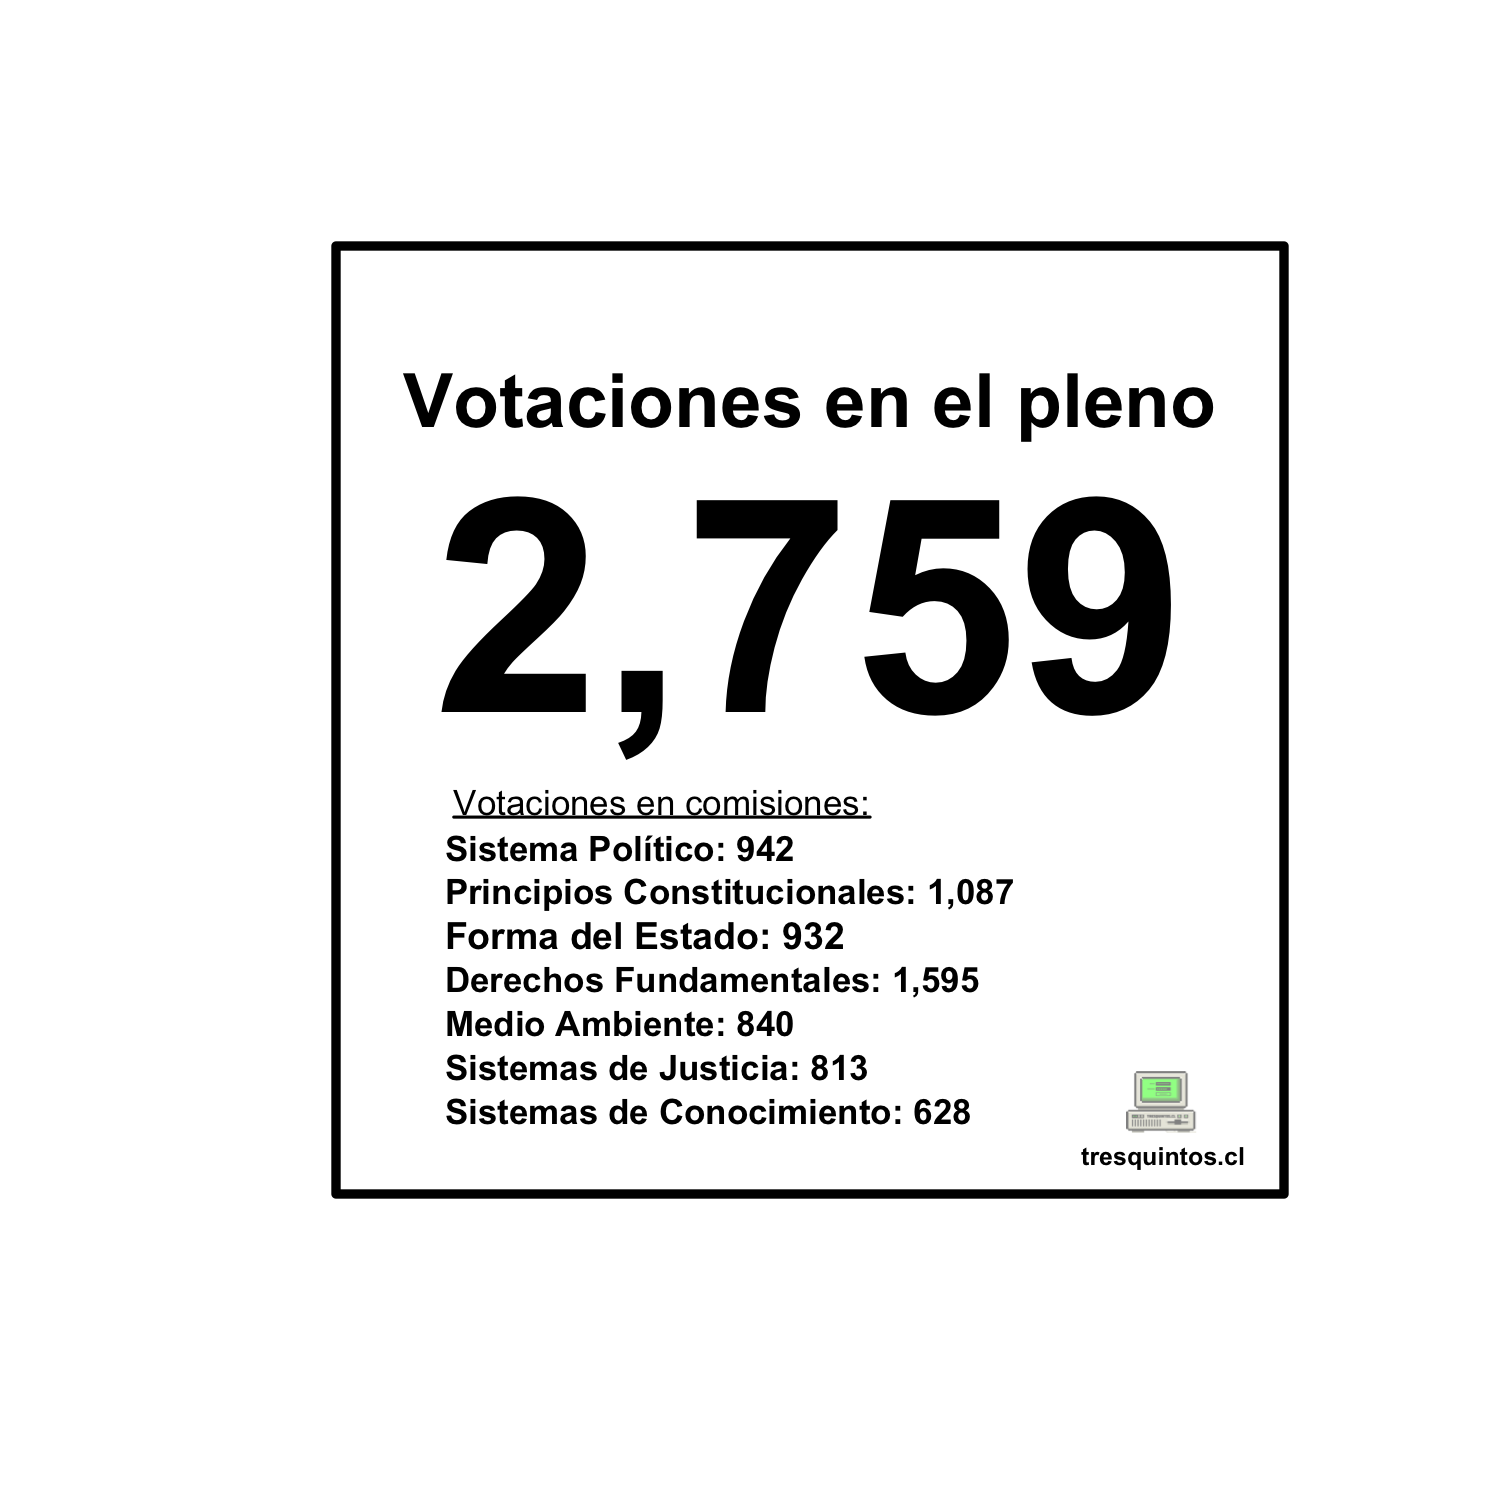 Votaciones en el pleno
2,759
Votaciones en comisiones:
Sistema Político: 942
Principios Constitucionales: 1,087
Forma del Estado: 932
Derechos Fundamentales: 1,595
Medio Ambiente: 840
Sistemas de Justicia: 813
Sistemas de Conocimiento: 628
tresquintos.cl